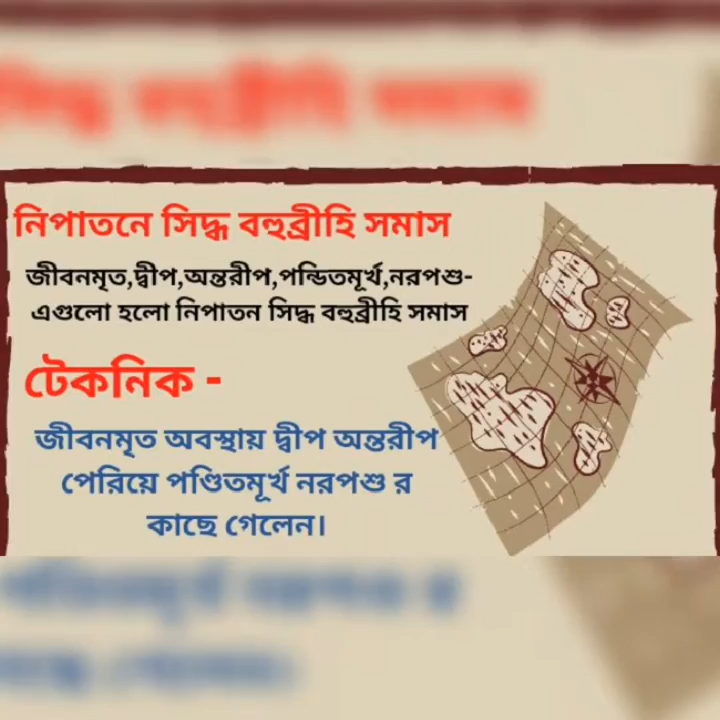 নিপাতনে সিদ্ধ বহুব্রীহি সমাস
জীবনমৃত,দ্বীপ,অন্তরীপ,পন্ডিতমূর্খ,নরপশু-
এগুলো হলো নিপাতন সিদ্ধ বহুব্রীহি সমাস
টেকনিক -
জীবনমৃত অবস্থায় দ্বীপ অন্তরীপ
পেরিয়ে পণ্ডিতমূর্খ নরপশু র
কাছে গেলেন।